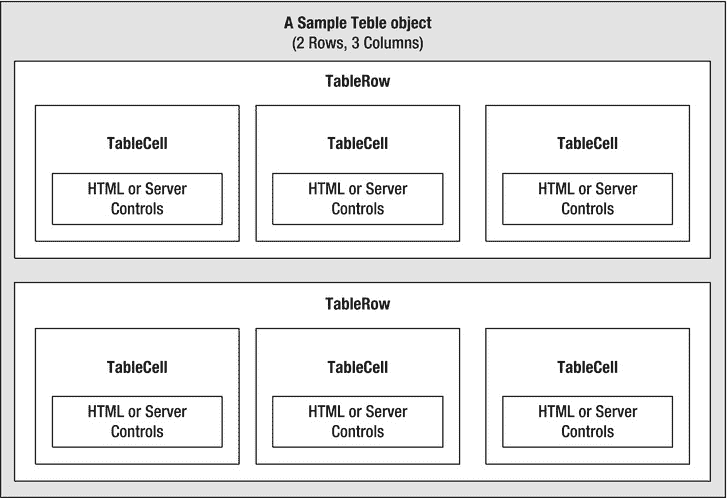 A Sample Teble object
(2 Rows, 3 Columns)
TableRow
TableCell
HTML or Server
Controls
TableCell
HTML or Server
Controls
TableCell
HTML or Server
Controls
TableRow
TableCell
HTML or Server
Controls
TableCell
HTML or Server
Controls
TableCell
HTML or Server
Controls